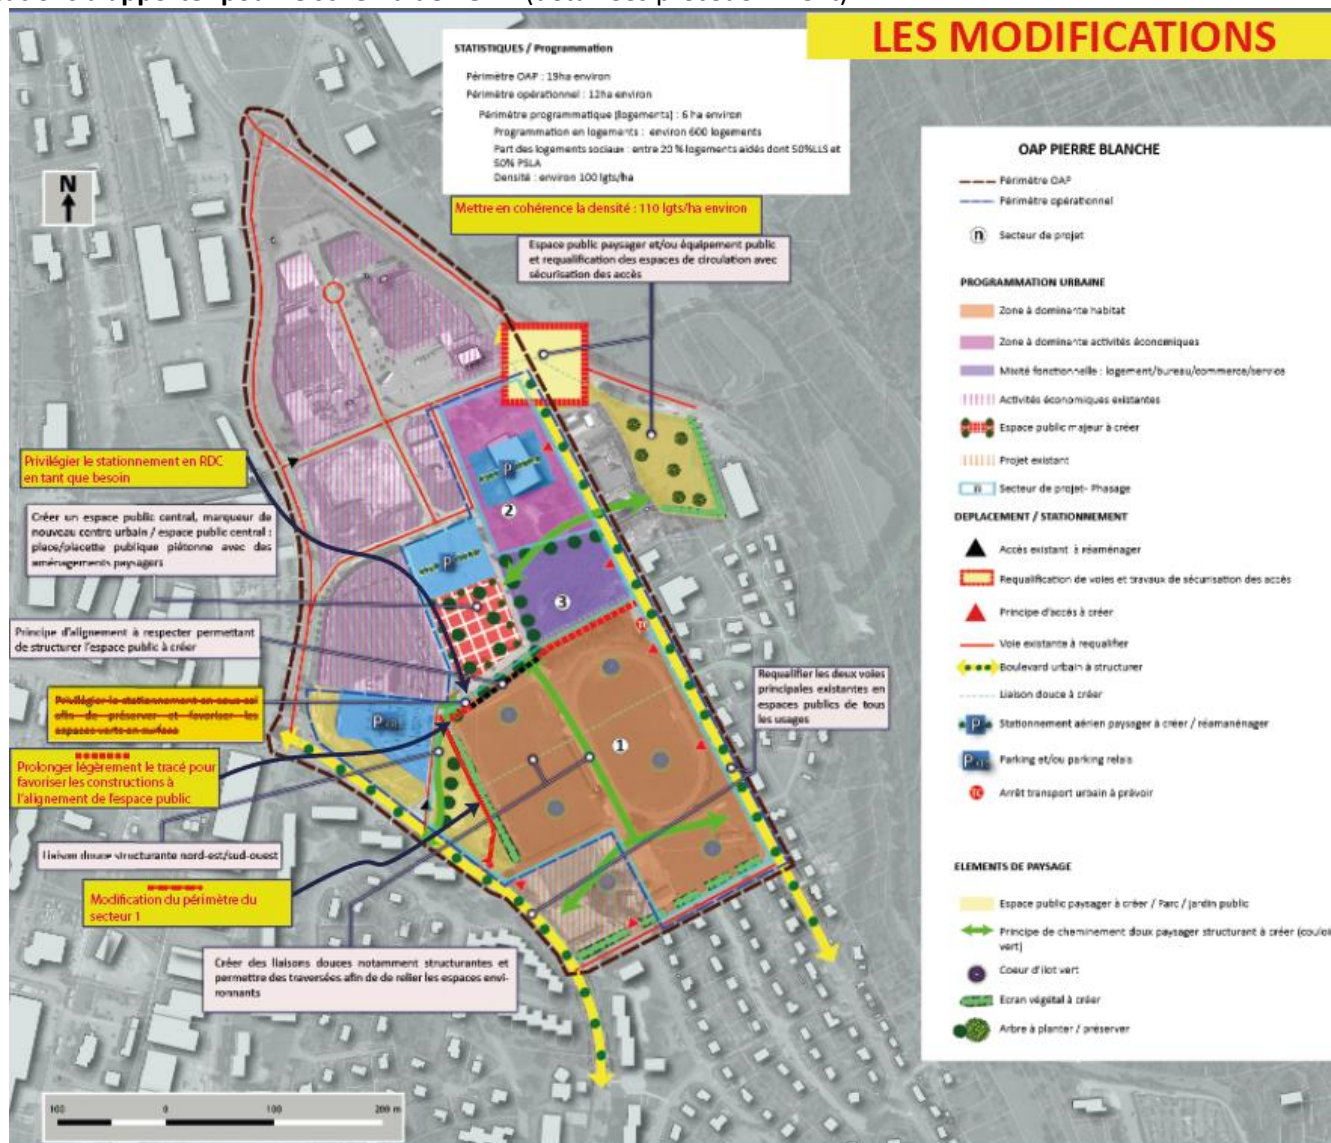 LES MODIFICATIONS
STATISTIQUES / Programmation
Périmètre OAP : 19ha environ
Périmètre opérationnel : 12ha environ
Périmètre programmatique (logements) : 6 ha environ
Programmation en logements : environ 600 logements
Part des logements sociaux : entre 20 % logements aidés dont 50%LLS et
50% PSLA
Densité : environ 100 lgts/ha
Mettre en cohérence la densité : 110 lgts/ha environ
Espace public paysager et/ou équipement public
et requalification des espaces de circulation avec
sécurisation des accès
N
Privilégier le stationnement en RDC
en tant que besoin
Créer un espace public central, marqueur de
nouveau centre urbain / espace public central :
place/placette publique piétonne avec des
aménagements paysagers
Principe d'alignement à respecter permettant
de structurer l'espace public à créer
Privilégier le stationnement en sous-sol
afin de préserver et favoriser les
espaces verts en surface
Prolonger légèrement le tracé pour
favoriser les constructions à
l'alignement de l'espace public
Liaison douce structurante nord-est/sud-ouest
Modification du périmètre du
secteur 1
Créer des liaisons douces notamment structurantes et
permettre des traversées afin de de relier les espaces envi-
ronnants
Requalifier les deux voies
principales existantes en
espaces publics de tous
les usages
P
2
P
3
TC
1
P
100 0 100 200 m
OAP PIERRE BLANCHE
Périmètre OAP
Périmètre opérationnel
n Secteur de projet
PROGRAMMATION URBAINE
Zone à dominante habitat
Zone à dominante activités économiques
Mixité fonctionnelle : logement/bureau/commerce/service
Activités économiques existantes
Espace public majeur à créer
Projet existant
n Secteur de projet- Phasage
DEPLACEMENT / STATIONNEMENT
Accès existant à réaménager
Requalification de voies et travaux de sécurisation des accès
Principe d'accès à créer
Voie existante à requalifier
Boulevard urbain à structurer
Liaison douce à créer
P Stationnement aérien paysager à créer / réamanénager
P Parking et/ou parking relais
TC Arrêt transport urbain à prévoir
ELEMENTS DE PAYSAGE
Espace public paysager à créer / Parc / jardin public
Principe de cheminement doux paysager structurant à créer (couloir
vert)
Coeur d'ilot vert
Ecran végétal à créer
Arbre à planter / préserver